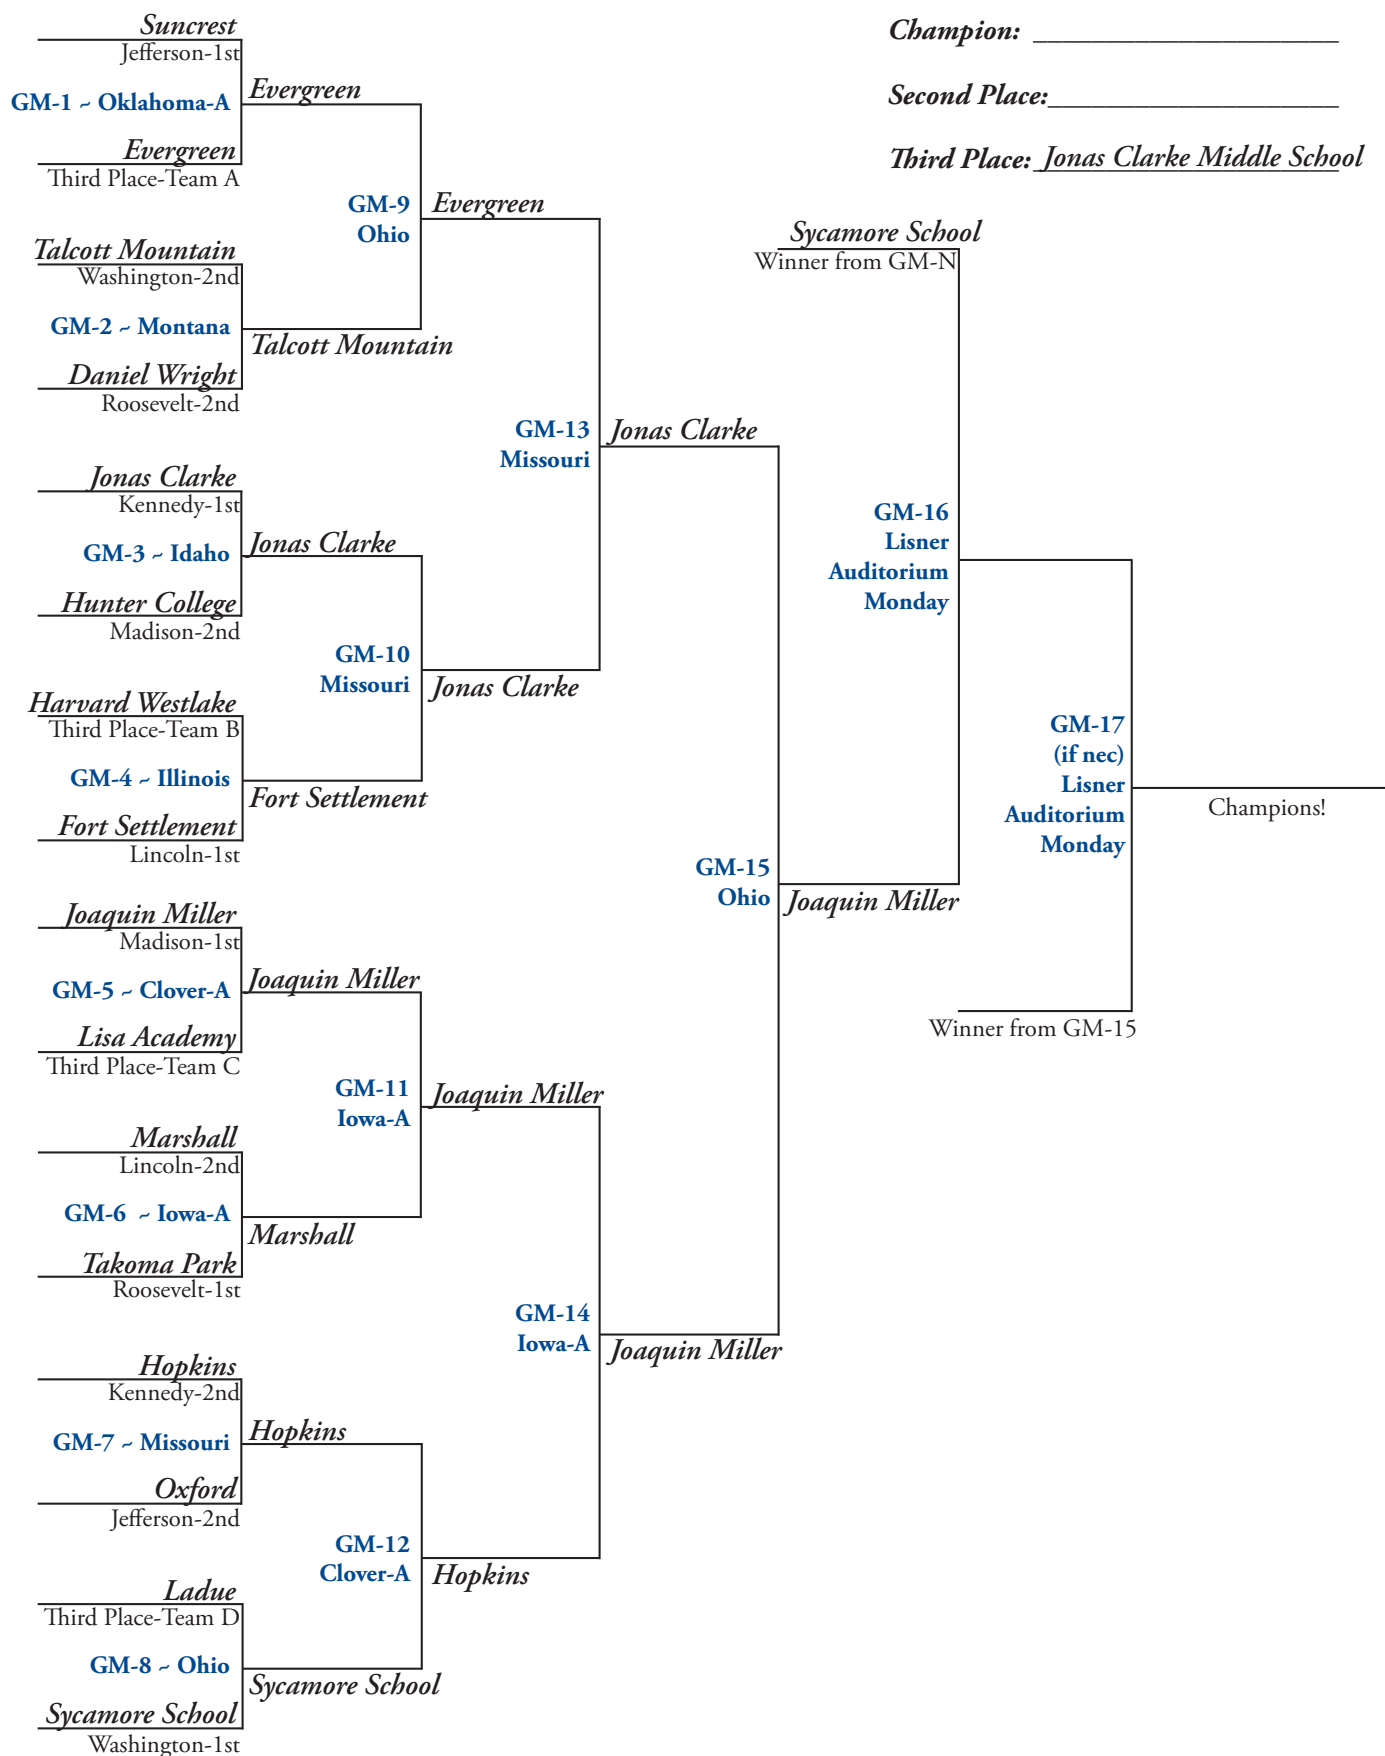 Suncrest
Jefferson-1st
GM-1 ~ Oklahoma-A
Evergreen
Evergreen
Third Place-Team A
GM-9
Ohio
Evergreen
Talcott Mountain
Washington-2nd
GM-2 ~ Montana
Talcott Mountain
Daniel Wright
Roosevelt-2nd
GM-13
Missouri
Jonas Clarke
Jonas Clarke
Kennedy-1st
GM-3 ~ Idaho
Jonas Clarke
Hunter College
Madison-2nd
GM-10
Missouri
Jonas Clarke
Harvard Westlake
Third Place-Team B
GM-4 ~ Illinois
Fort Settlement
Fort Settlement
Lincoln-1st
GM-15
Ohio
Joaquin Miller
Joaquin Miller
Madison-1st
GM-5 ~ Clover-A
Joaquin Miller
Lisa Academy
Third Place-Team C
GM-11
Iowa-A
Joaquin Miller
Marshall
Lincoln-2nd
GM-6 ~ Iowa-A
Marshall
Takoma Park
Roosevelt-1st
GM-14
Iowa-A
Joaquin Miller
Hopkins
Kennedy-2nd
GM-7 ~ Missouri
Hopkins
Oxford
Jefferson-2nd
GM-12
Clover-A
Hopkins
Ladue
Third Place-Team D
GM-8 ~ Ohio
Sycamore School
Sycamore School
Washington-1st
Champion: _____________________
Second Place:____________________
Third Place: Jonas Clarke Middle School
Sycamore School
Winner from GM-N
GM-16
Lisner
Auditorium
Monday
GM-17
(if nec)
Lisner
Auditorium
Monday
Champions!
Winner from GM-15